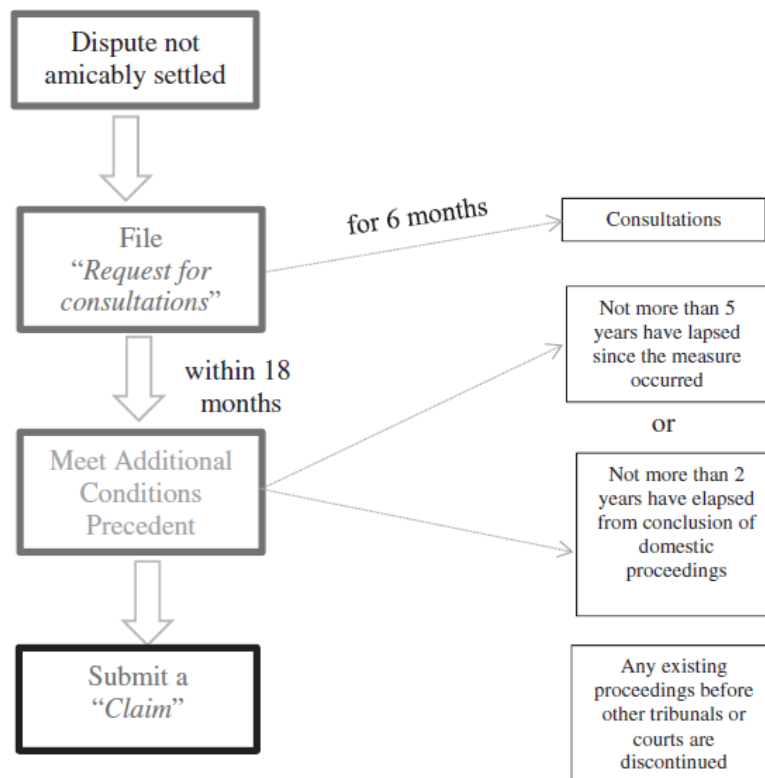 Dispute not
amicably settled
for 6 months
File
“Request for
consultations”
Consultations
within 18
months
Not more than 5
years have lapsed
since the measure
occurred
or
Meet Additional
Conditions
Precedent
Not more than 2
years have elapsed
from conclusion of
domestic
proceedings
Submit a
“Claim”
Any existing
proceedings before
other tribunals or
courts are
discontinued